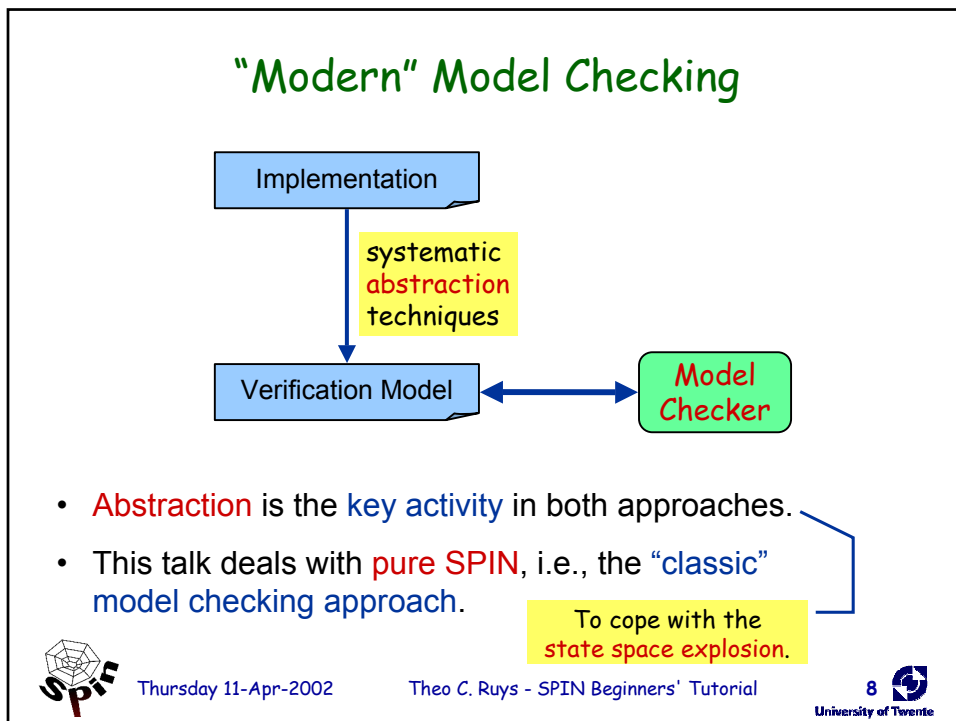 “Modern” Model Checking
Implementation
systematic
abstraction
techniques
Verification Model
Model
Checker
• Abstraction is the key activity in both approaches.
• This talk deals with pure SPIN, i.e., the “classic”
model checking approach.
To cope with the
state space explosion.
Spin
Thursday 11-Apr-2002
Theo C. Ruys - SPIN Beginners' Tutorial
8
University of Twente